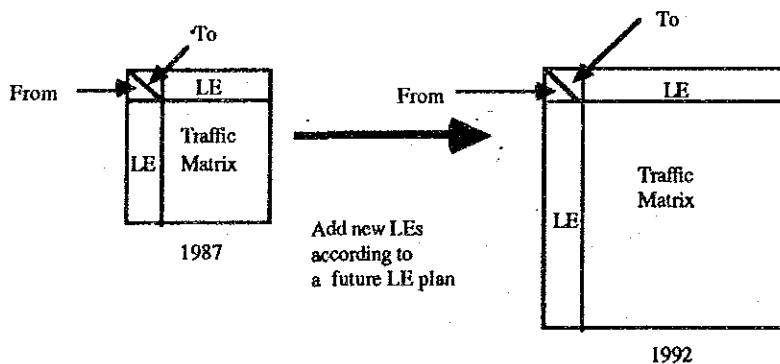 To
From
LE
LE
Traffic
Matrix
1987
Add new LEs
according to
a future LE plan
To
From
LE
LE
Traffic
Matrix
1992